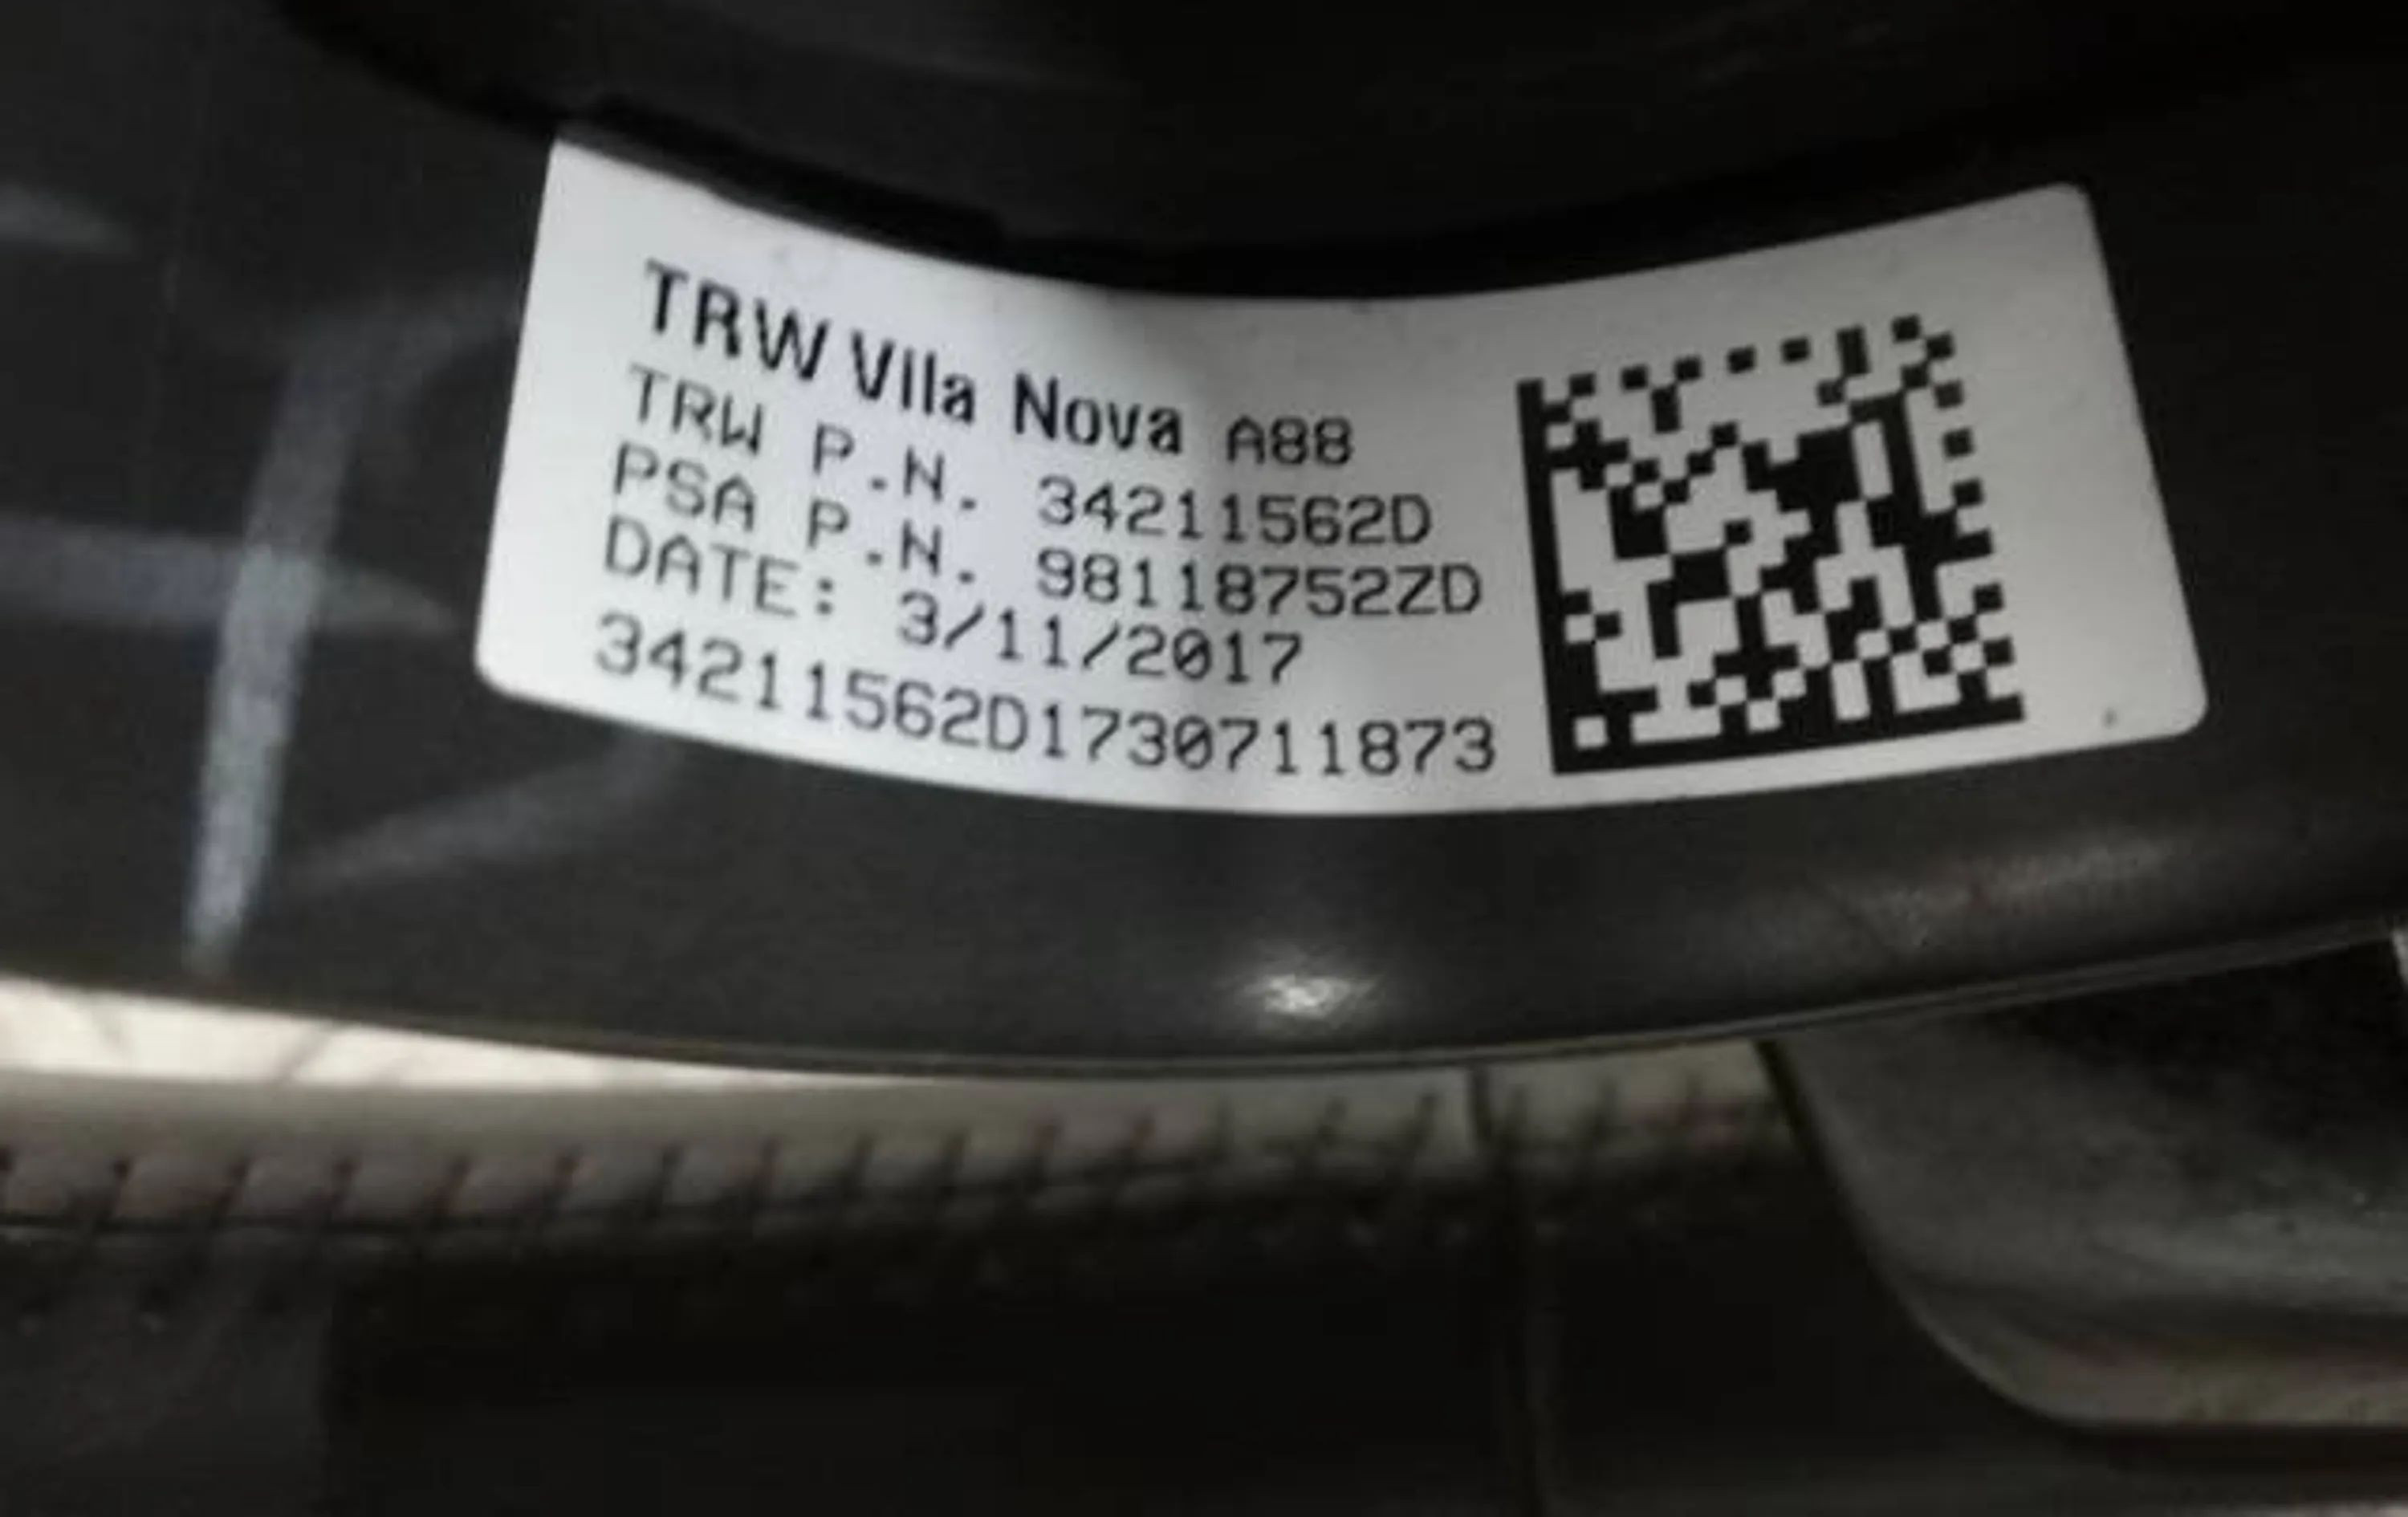 TRW Vila Nova A88
TRW P.N. 34211562D
PSA P.N. 98118752ZD
DATE: 3/11/2017
34211562D1730711873